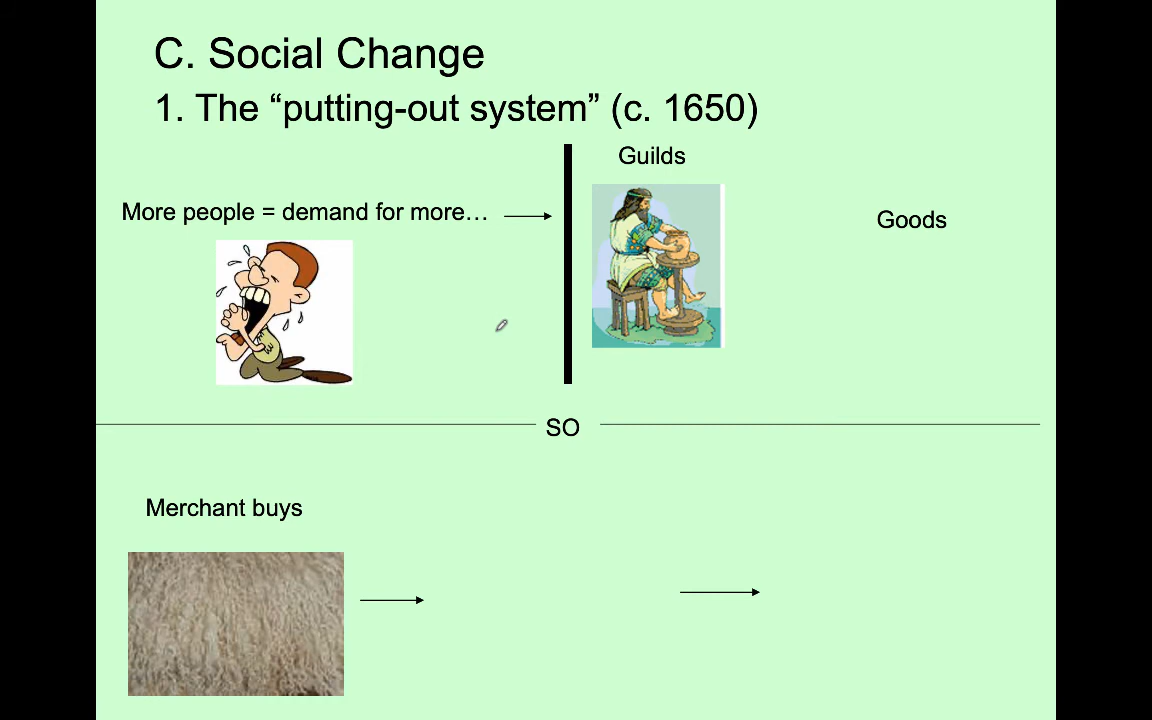 C. Social Change
1. The “putting-out system” (c. 1650)
Guilds
More people = demand for more…
Goods
SO
Merchant buys